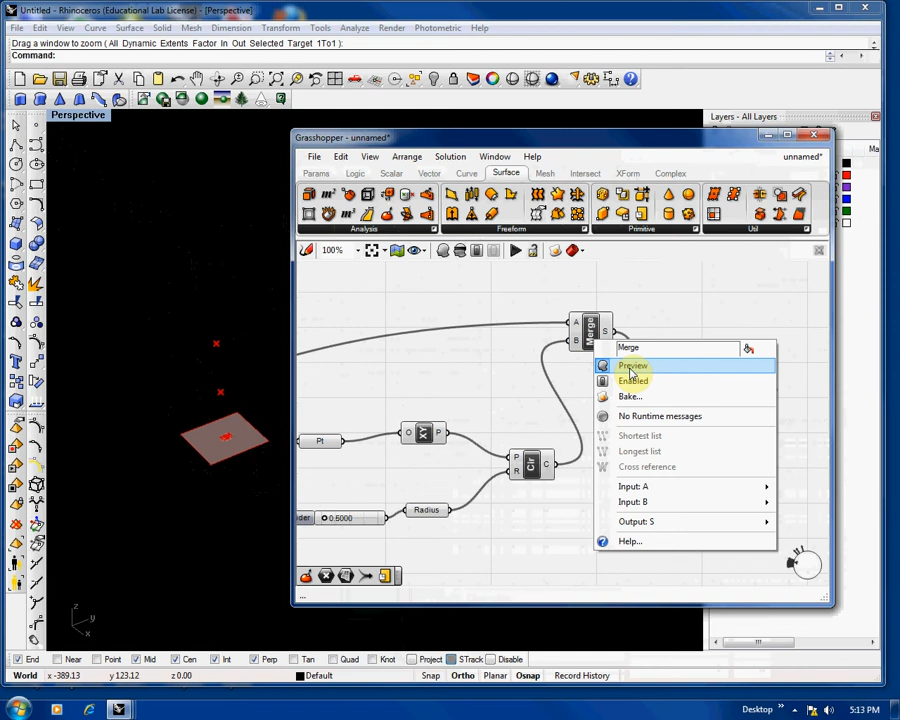 Untitled - Rhinoceros (Educational Lab License) - [Perspective]
File Edit View Curve Surface Solid Mesh Dimension Transform Tools Analyze Render Photometric Help
Drag a window to zoom ( All Dynamic Extents Factor In Out Selected Target 1To1 ):
Command:
Perspective
Layers - All Layers
Ma
Grasshopper - unnamed*
File Edit View Arrange Solution Window Help unnamed*
Params Logic Scalar Vector Curve Surface Mesh Intersect XForm Complex
Analysis Freeform Primitive Util
100%
A
B
Merge
S
Merge
Preview
Enabled
Bake...
No Runtime messages
Shortest list
Longest list
Cross reference
Input: A
Input: B
Output: S
Help...
Pt
O XY P
P
R
Clr
C
Radius
ider 0.5000
...
z
y
x
End Near Point Mid Cen Int Perp Tan Quad Knot Project STrack Disable
World x -389.13 y 123.12 z 0.00 Default Snap Ortho Planar Osnap Record History
Desktop » 5:13 PM